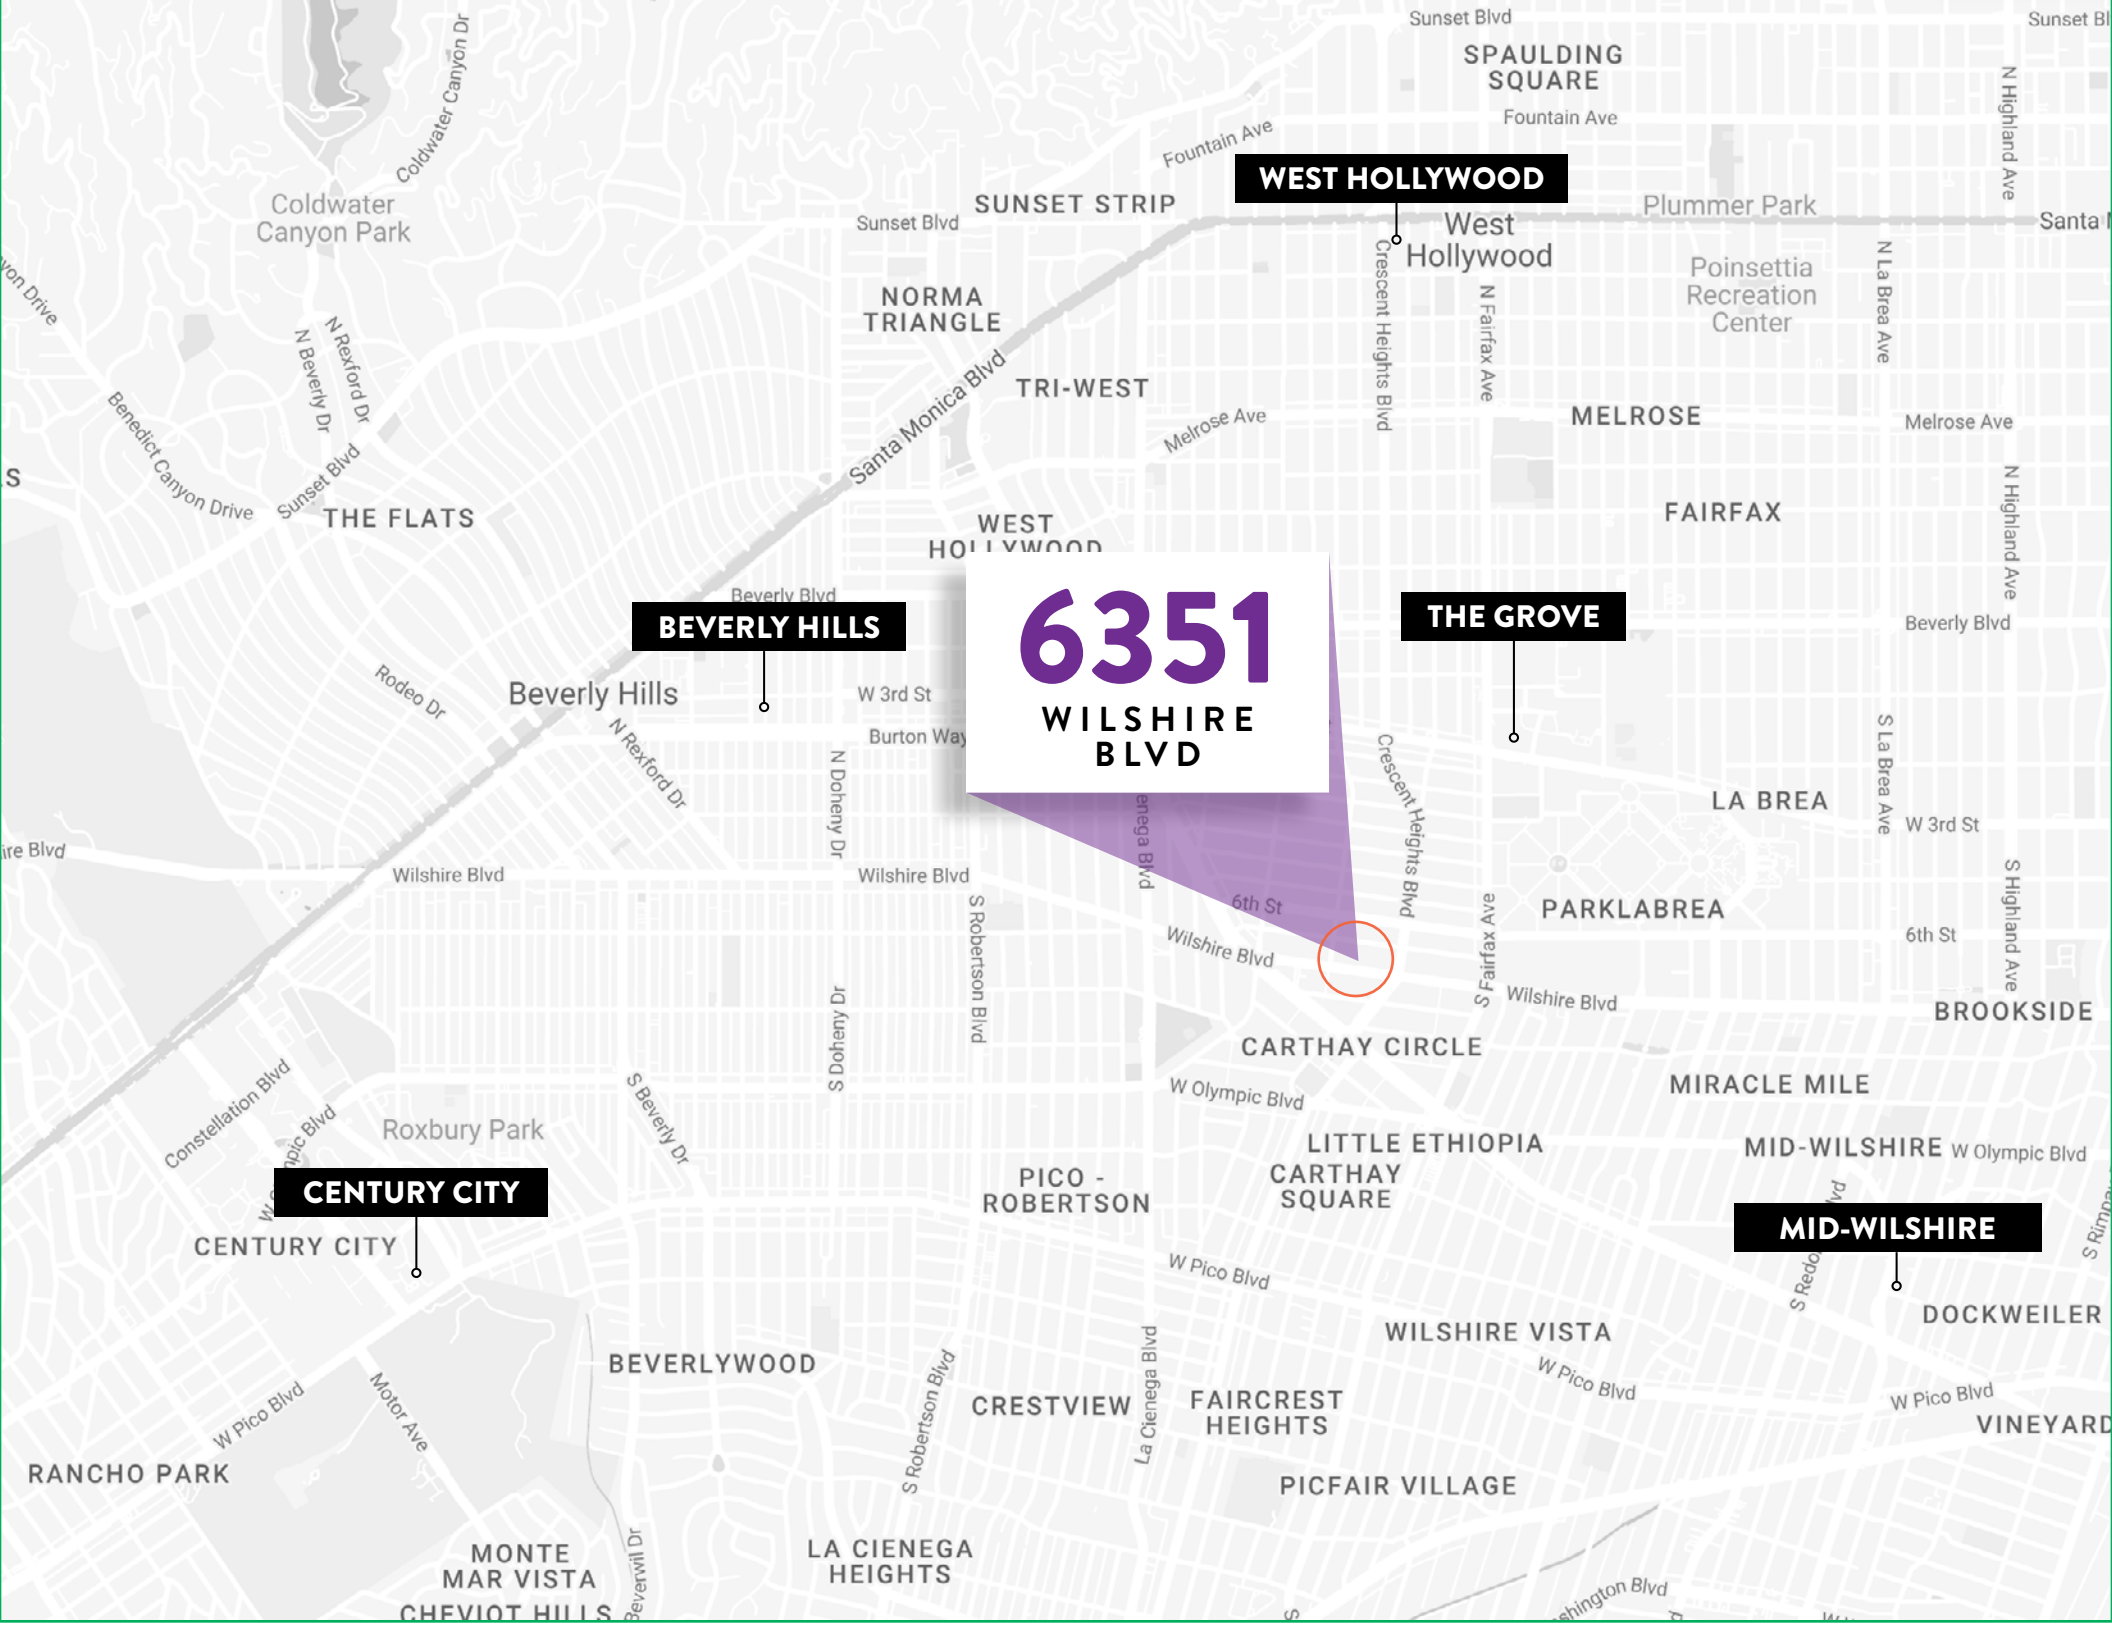 Sunset Blvd
SPAULDING
SQUARE
Fountain Ave
Coldwater Canyon Dr
Fountain Ave
N Highland Ave
WEST HOLLYWOOD
Coldwater
Canyon Park
SUNSET STRIP
Sunset Blvd
Plummer Park
West
Hollywood
Santa
Crescent Heights Blvd
N Fairfax Ave
Poinsettia
Recreation
Center
N La Brea Ave
NORMA
TRIANGLE
N Beverly Dr
N Rexford Dr
Santa Monica Blvd
TRI-WEST
Melrose Ave
MELROSE
Melrose Ave
Benedict Canyon Drive
Sunset Blvd
THE FLATS
WEST
HOLLYWOOD
FAIRFAX
N Highland Ave
Beverly Blvd
BEVERLY HILLS
6351
WILSHIRE
BLVD
THE GROVE
Beverly Blvd
Rodeo Dr
Beverly Hills
W 3rd St
Burton Way
N Rexford Dr
N Doheny Dr
Crescent Heights Blvd
S La Brea Ave
LA BREA
W 3rd St
Wilshire Blvd
Wilshire Blvd
6th St
PARKLABREA
S Highland Ave
S Robertson Blvd
Wilshire Blvd
S Fairfax Ave
6th St
Wilshire Blvd
BROOKSIDE
S Doheny Dr
CARTHAY CIRCLE
W Olympic Blvd
MIRACLE MILE
Constellation Blvd
Roxbury Park
S Beverly Dr
LITTLE ETHIOPIA
MID-WILSHIRE
W Olympic Blvd
CENTURY CITY
PICO -
ROBERTSON
CARTHAY
SQUARE
MID-WILSHIRE
CENTURY CITY
W Pico Blvd
DOCKWEILER
WILSHIRE VISTA
BEVERLYWOOD
W Pico Blvd
W Pico Blvd
W Pico Blvd
Motor Ave
S Robertson Blvd
CRESTVIEW
La Cienega Blvd
FAIRCREST
HEIGHTS
VINEYARD
RANCHO PARK
PICFAIR VILLAGE
MONTE
MAR VISTA
CHEVIOT HILLS
Beverwil Dr
LA CIENEGA
HEIGHTS